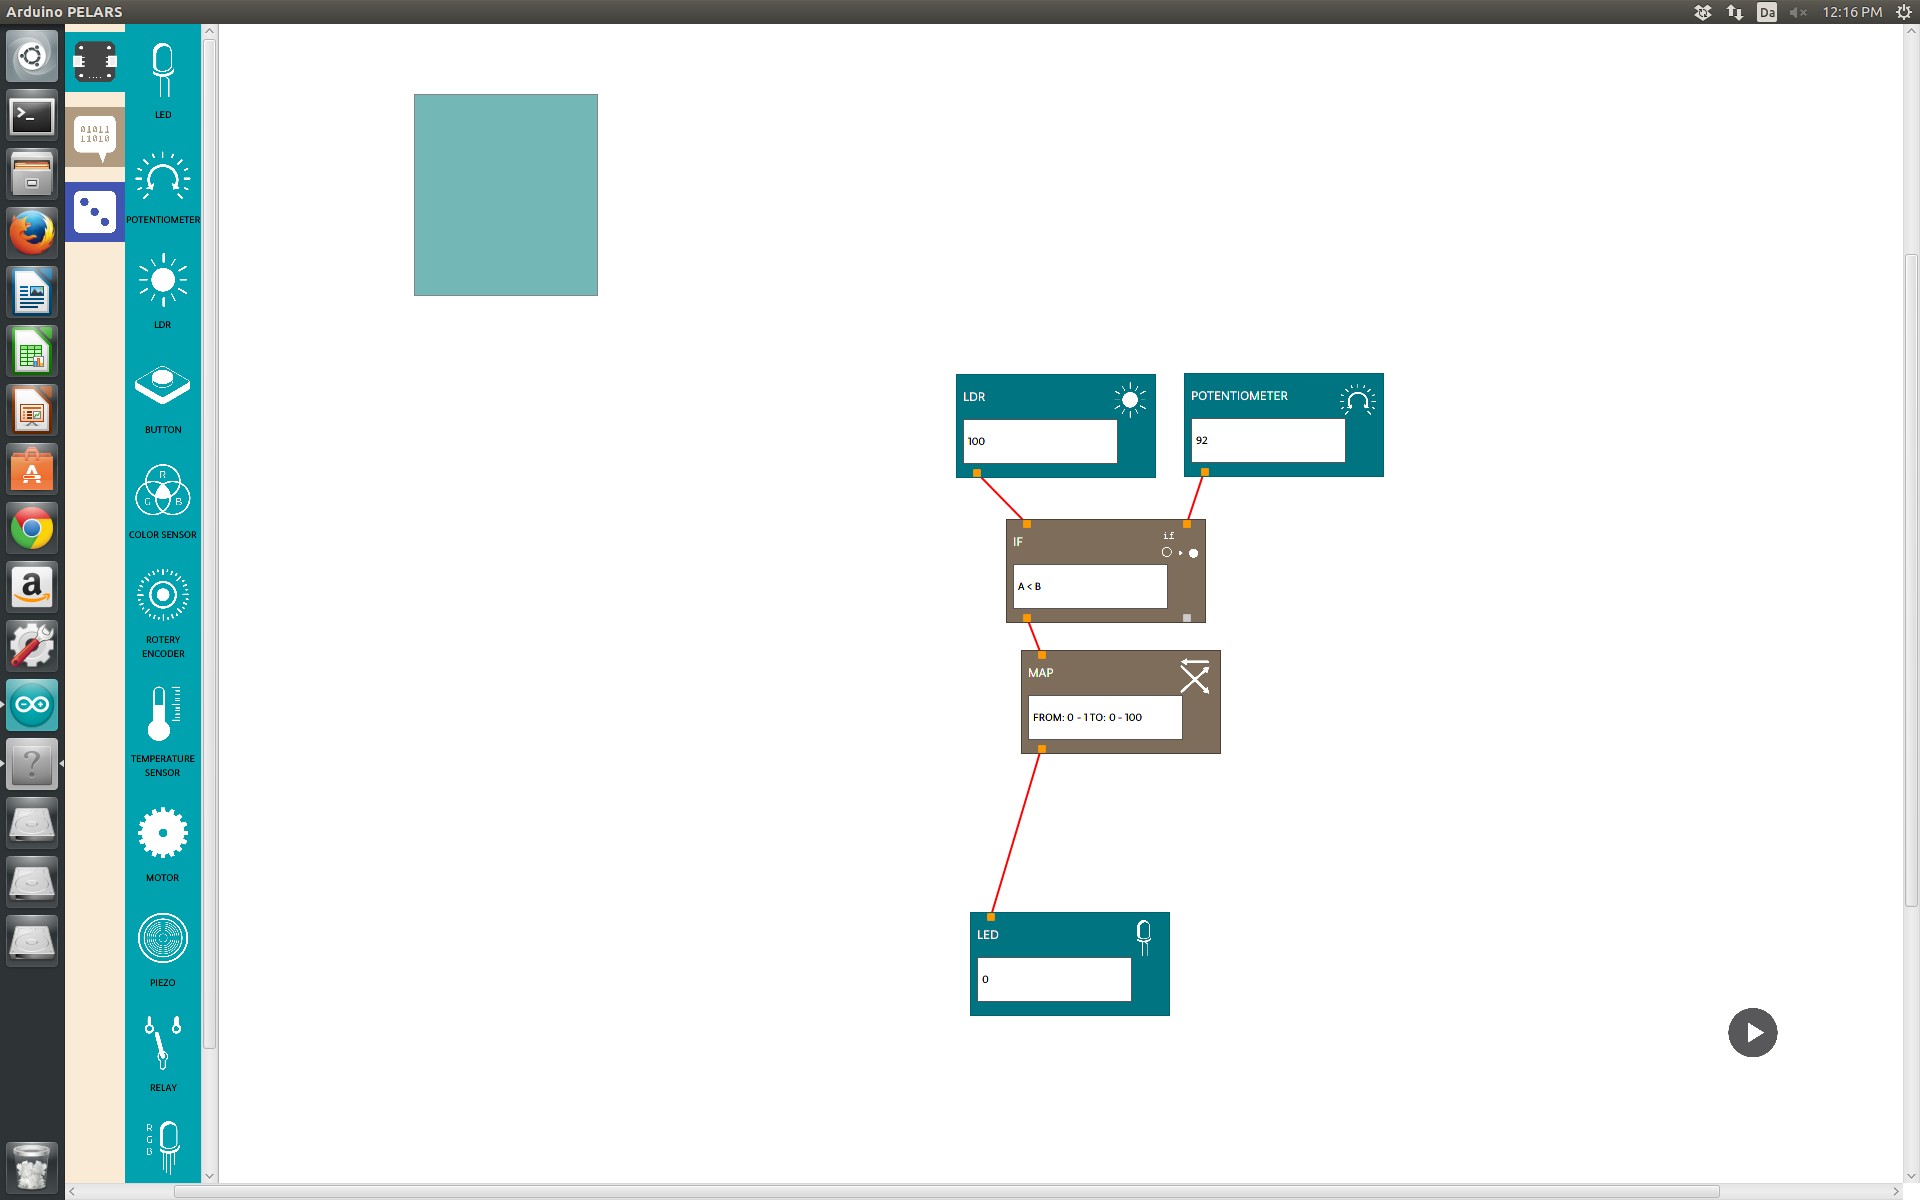 Arduino PELARS
Da
12:16 PM
LED
01011
11010
POTENTIOMETER
LDR
BUTTON
R
G B
COLOR SENSOR
ROTERY
ENCODER
TEMPERATURE
SENSOR
MOTOR
PIEZO
RELAY
R
G
B
LDR
100
POTENTIOMETER
92
IF
if
A < B
MAP
FROM: 0 - 1 TO: 0 - 100
LED
0